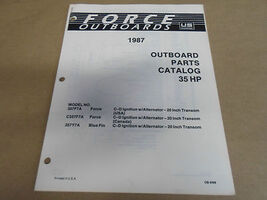 FORCE
OUTBOARDS
US
1987
OUTBOARD
PARTS
CATALOG
35 HP
MODEL NO.
357F7A Force C-D Ignition w/Alternator - 20 Inch Transom
(USA)
C357F7A Force C-D Ignition w/Alternator - 20 Inch Transom
(Canada)
357F7A Blue Fin C-D Ignition w/Alternator - 20 Inch Transom
Printed in U.S.A.